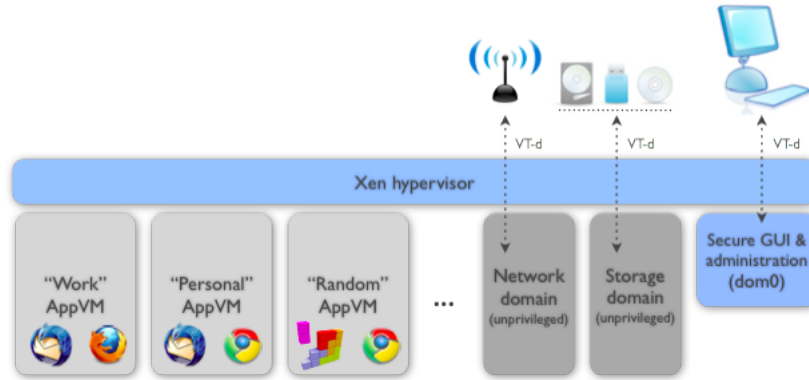 VT-d
VT-d
VT-d
Xen hypervisor
“Work”
AppVM
“Personal”
AppVM
“Random”
AppVM
...
Network
domain
(unprivileged)
Storage
domain
(unprivileged)
Secure GUI &
administration
(dom0)